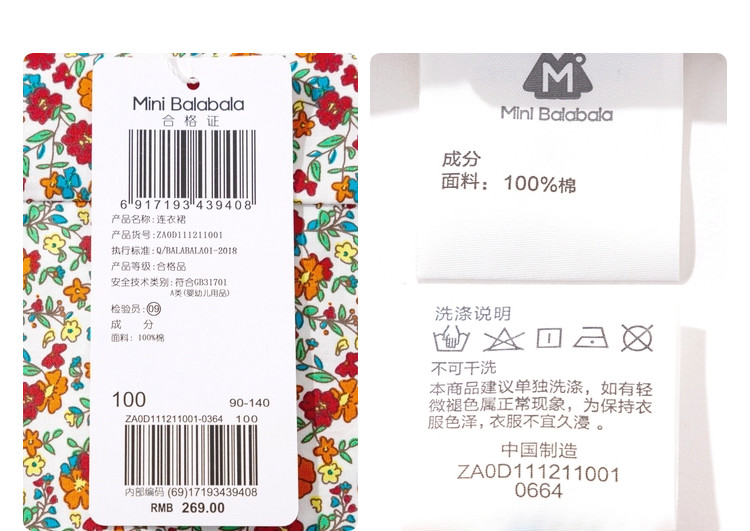 Mini Balabala
合格证
6 917193 439408
产品名称:连衣裙
产品货号:ZA0D111211001
执行标准:Q/BALABALA01-2018
产品等级:合格品
安全技术类别:符合GB31701
A类(婴幼儿用品)
检验员:09
成 分
面料:100%棉
100 90-140
ZA0D111211001-0364 100
内部编码 (69)17193439408
RMB 269.00
M
Mini Balabala
成分
面料:100%棉
洗涤说明
不可干洗
本商品建议单独洗涤，如有轻
微褪色属正常现象，为保持衣
服色泽，衣服不宜久浸。
中国制造
ZA0D111211001
0664